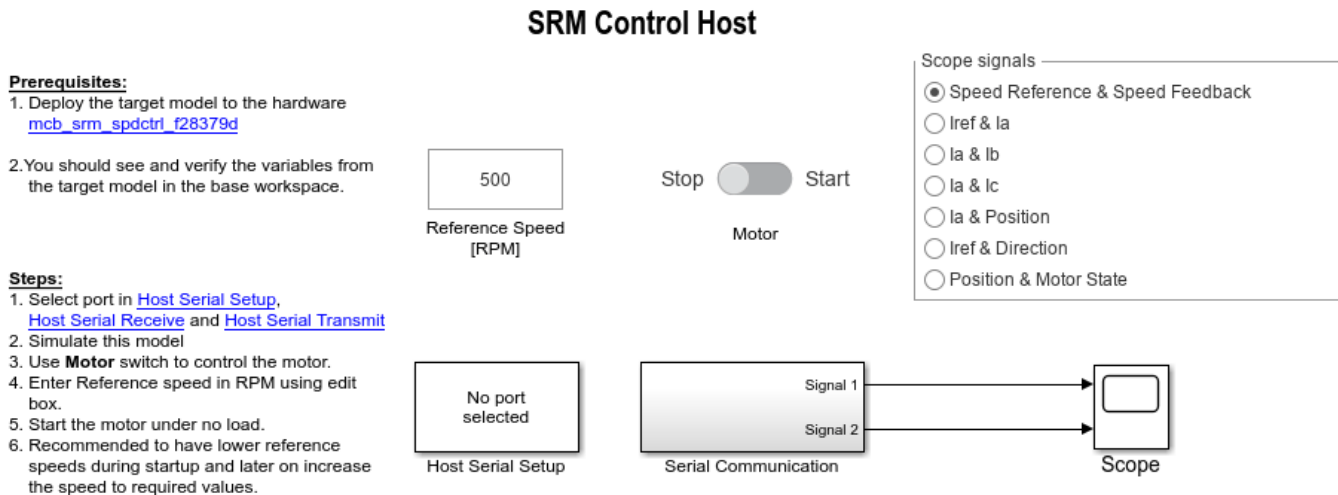 SRM Control Host
Prerequisites:
1. Deploy the target model to the hardware
mcb_srm_spdctrl_f28379d
2.You should see and verify the variables from
the target model in the base workspace.
Steps:
1. Select port in Host Serial Setup,
Host Serial Receive and Host Serial Transmit
2. Simulate this model
3. Use Motor switch to control the motor.
4. Enter Reference speed in RPM using edit
box.
5. Start the motor under no load.
6. Recommended to have lower reference
speeds during startup and later on increase
the speed to required values.
500
Reference Speed
[RPM]
Stop Start
Motor
Scope signals
Speed Reference & Speed Feedback
Iref & Ia
Ia & Ib
Ia & Ic
Ia & Position
Iref & Direction
Position & Motor State
No port
selected
Host Serial Setup
Signal 1
Signal 2
Serial Communication
Scope